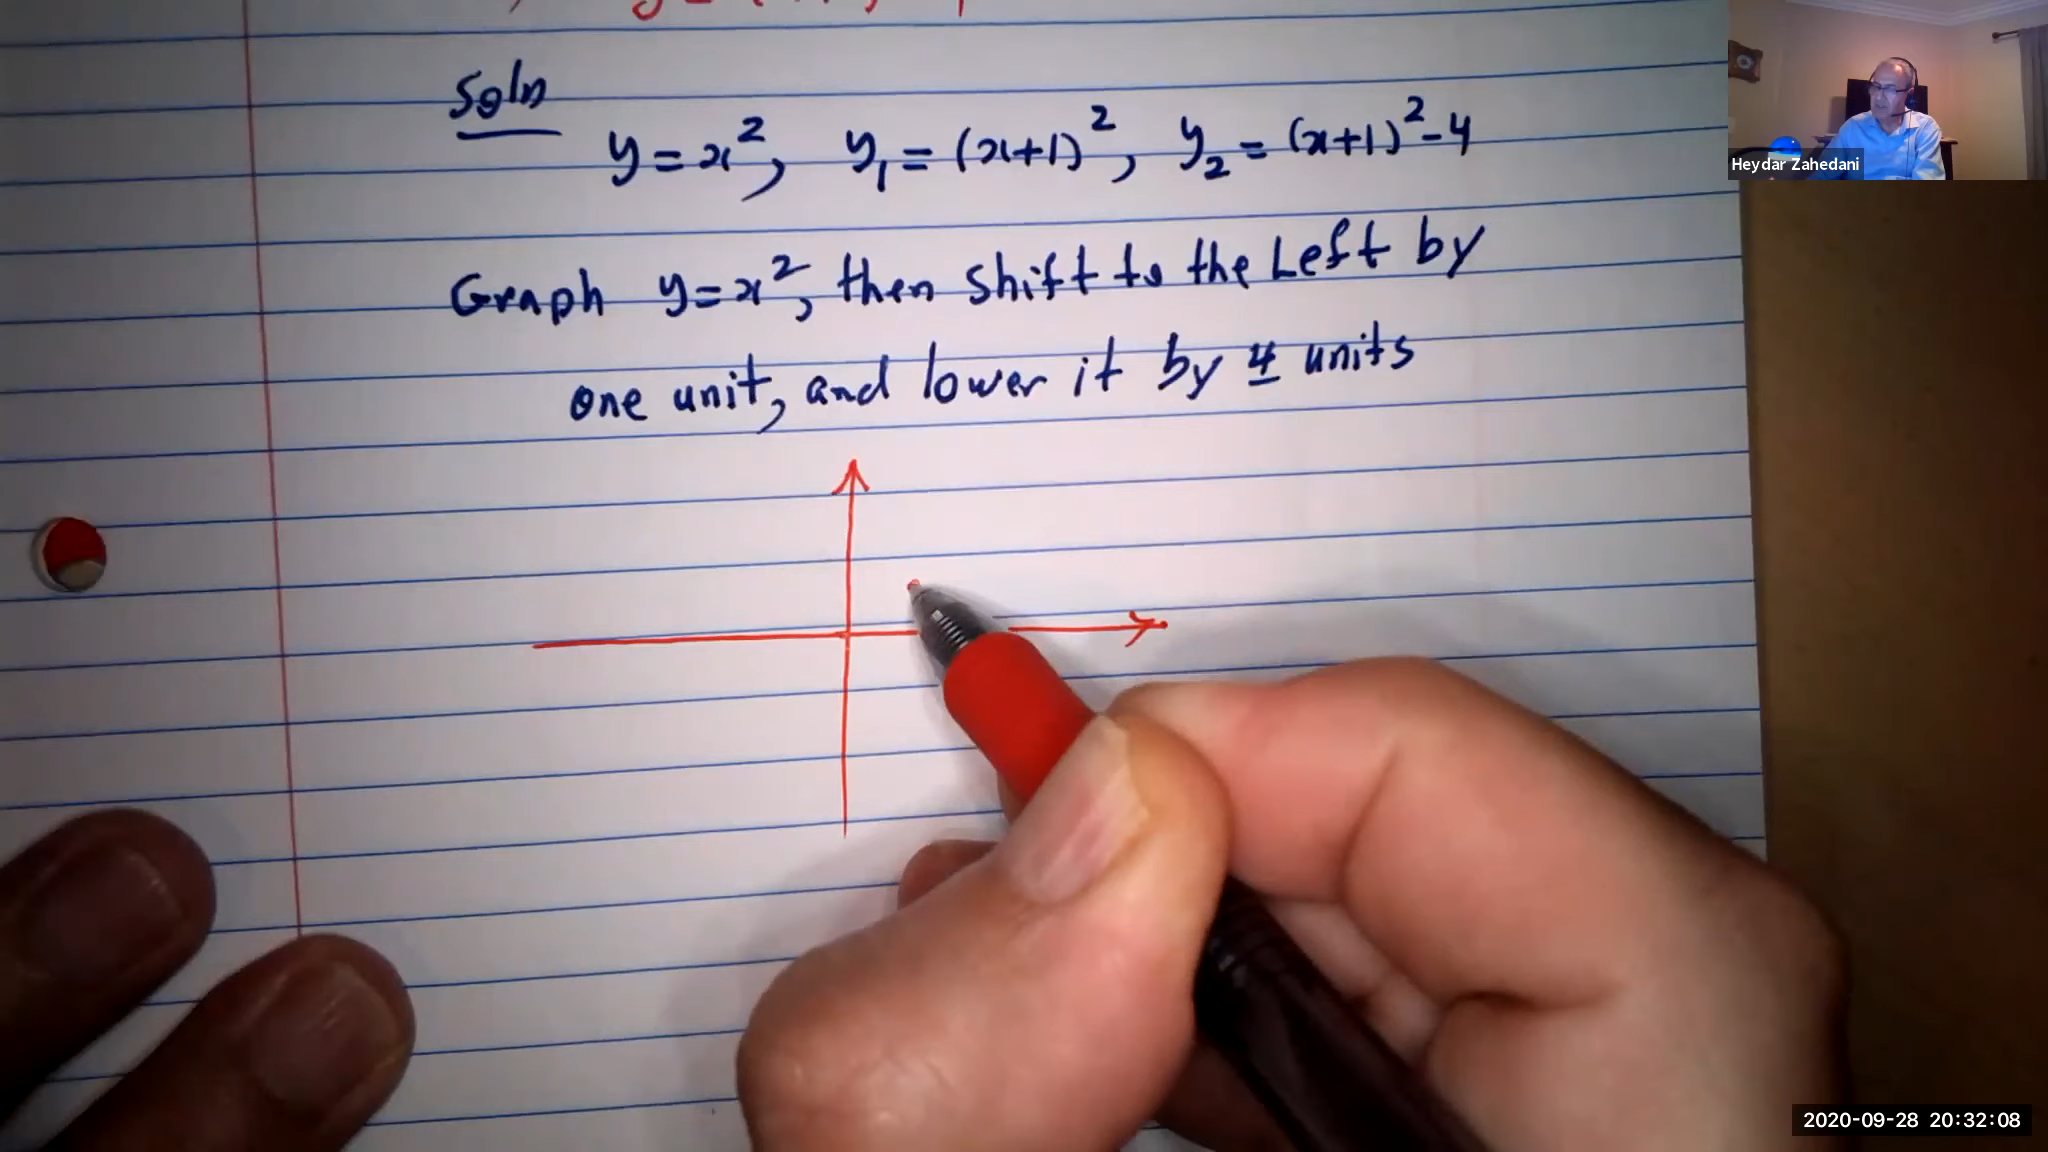 Soln
y = x², y₁ = (x+1)², y₂ = (x+1)²-4
Graph y=x², then shift to the Left by
one unit, and lower it by 4 units
Heydar Zahedani
2020-09-28 20:32:08